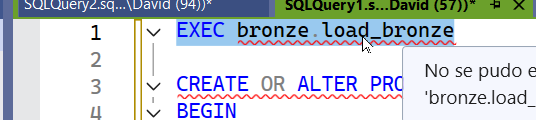 SQLQuery2.sq...\David (94))*
SQLQuery1.s...David (57))*
1 EXEC bronze.load_bronze
2
3 CREATE OR ALTER PRO
4 BEGIN
No se pudo e
'bronze.load_